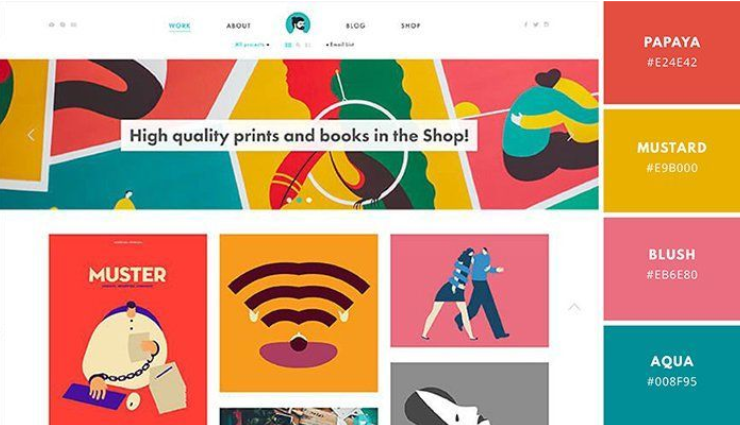 WORK
ABOUT
BLOG
SHOP
All projects
Email list
High quality prints and books in the Shop!
MUSTER
PAPAYA
#E24E42
MUSTARD
#E9B000
BLUSH
#EB6E80
AQUA
#008F95